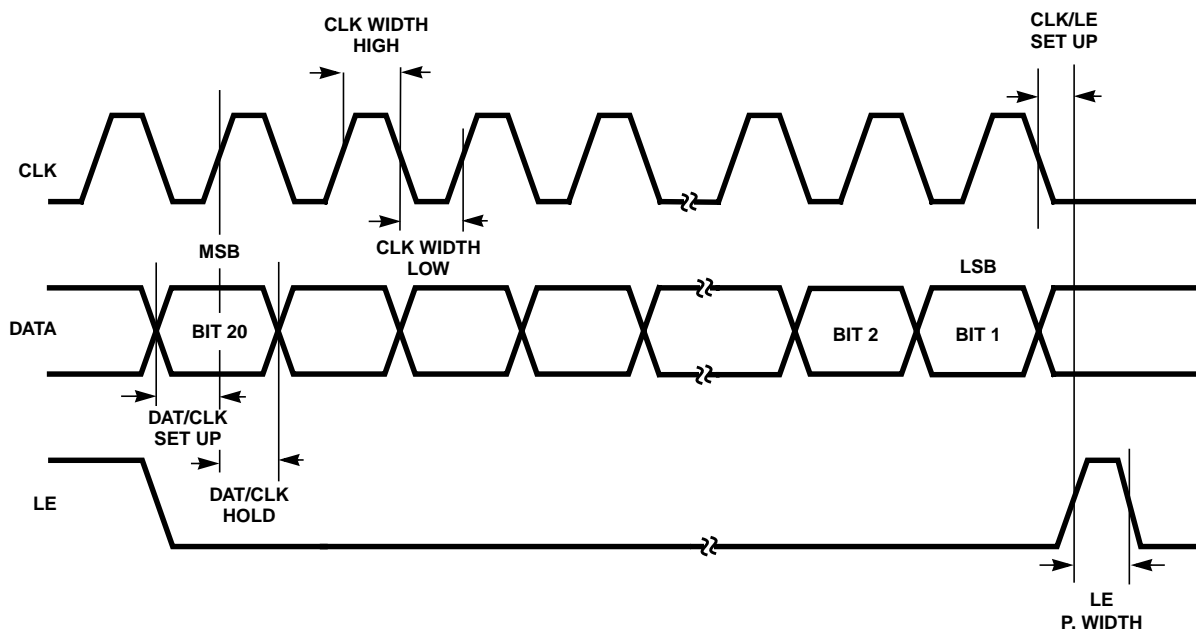 CLK WIDTH
HIGH
CLK/LE
SET UP
CLK
MSB
CLK WIDTH
LOW
LSB
DATA
BIT 20
BIT 2
BIT 1
DAT/CLK
SET UP
DAT/CLK
HOLD
LE
LE
P. WIDTH